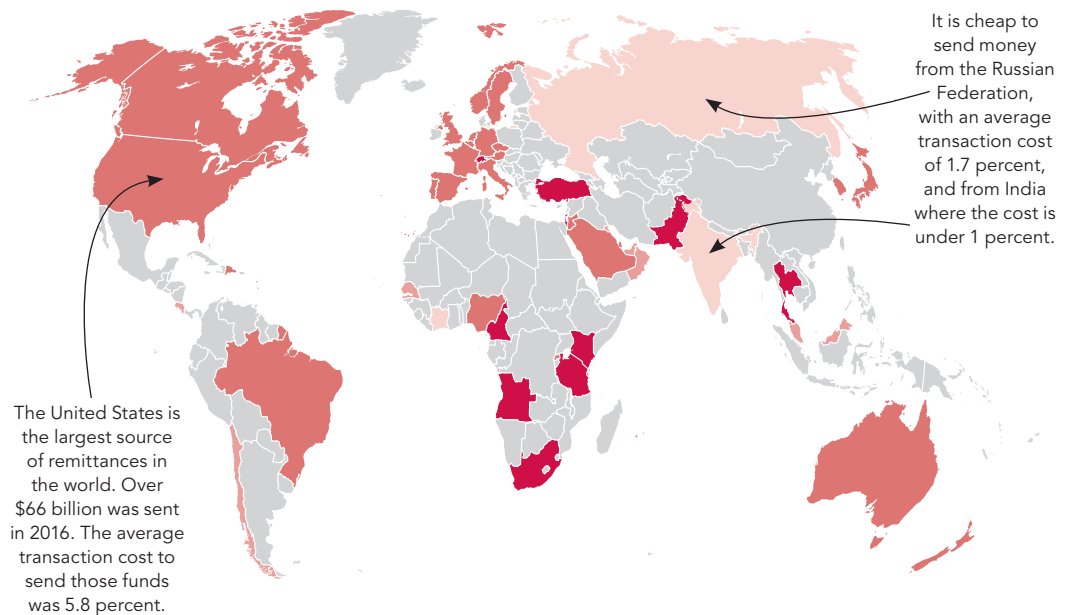 It is cheap to
send money
from the Russian
Federation,
with an average
transaction cost
of 1.7 percent,
and from India
where the cost is
under 1 percent.
The United States is
the largest source
of remittances in
the world. Over
$66 billion was sent
in 2016. The average
transaction cost to
send those funds
was 5.8 percent.